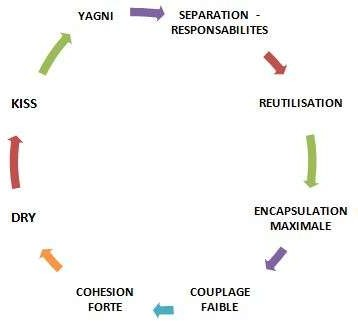 YAGNI
SEPARATION -
RESPONSABILITES
REUTILISATION
ENCAPSULATION
MAXIMALE
COUPLAGE
FAIBLE
COHESION
FORTE
DRY
KISS